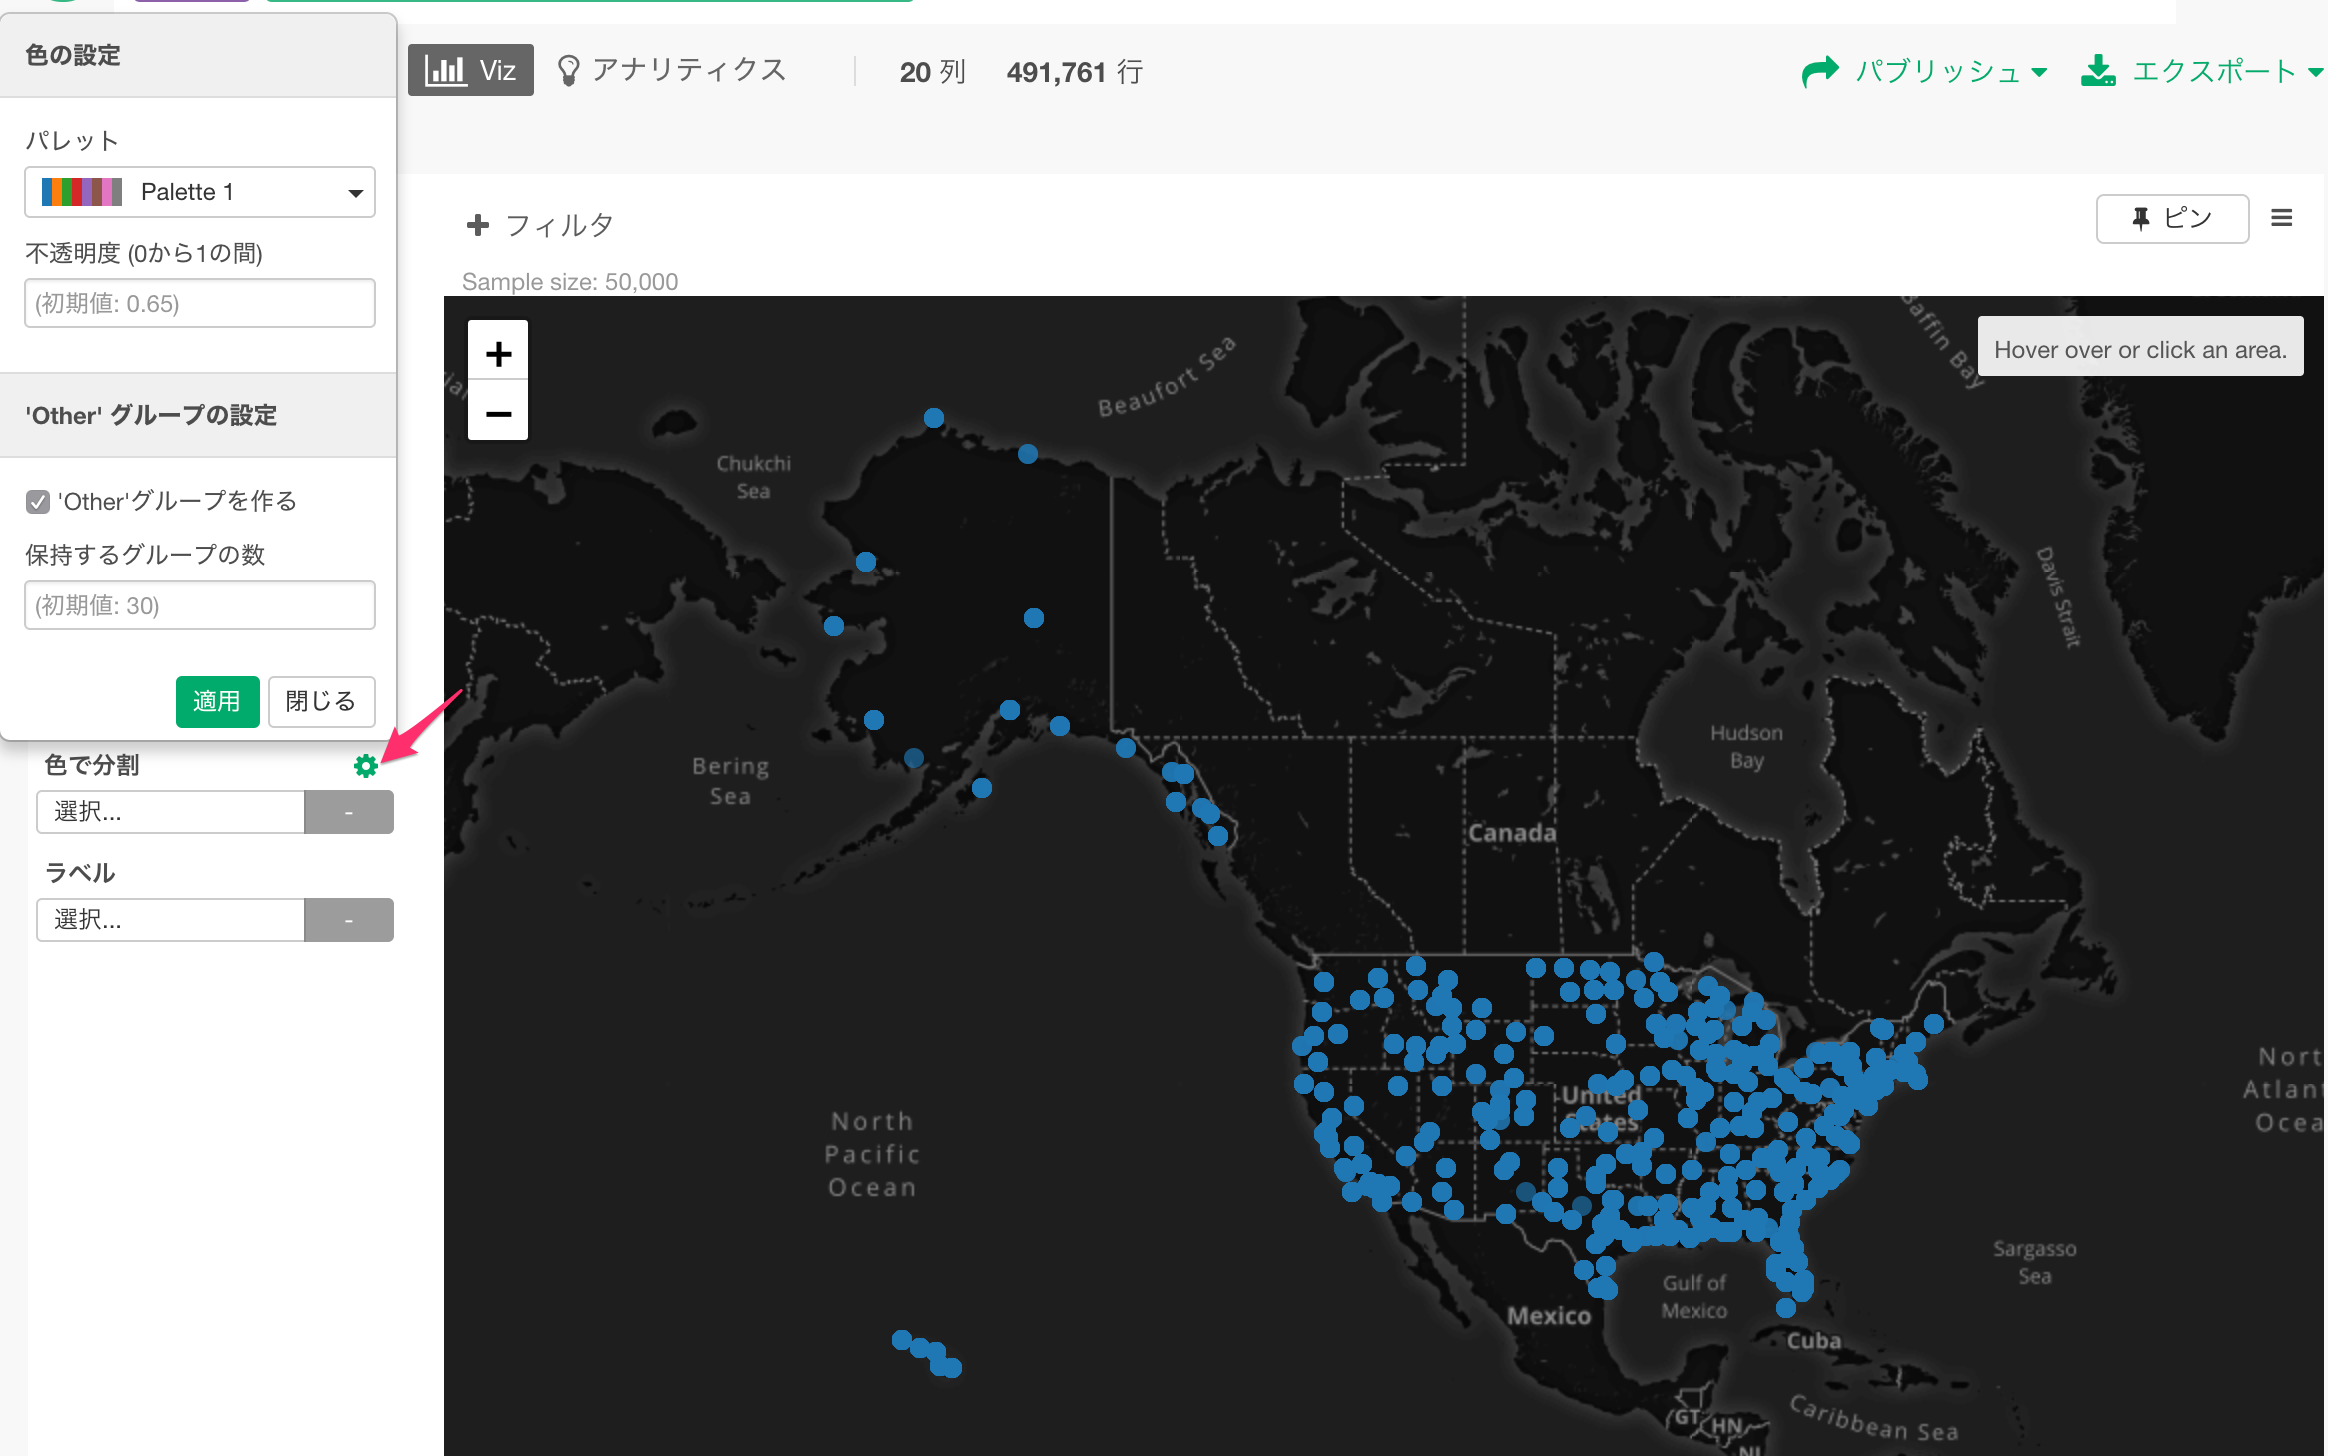 色の設定
パレット
Palette 1
不透明度 (0から1の間)
(初期値: 0.65)
'Other' グループの設定
'Other'グループを作る
保持するグループの数
(初期値: 30)
適用
閉じる
色で分割
選択...
-
ラベル
選択...
-
Viz
アナリティクス
20 列
491,761 行
パブリッシュ
エクスポート
+ フィルタ
ピン
Sample size: 50,000
+
−
Hover over or click an area.
Beaufort Sea
Baffin Bay
Chukchi
Sea
Davis Strait
Hudson
Bay
Bering
Sea
Canada
United
States
North
Pacific
Ocean
Nort
Atlant
Ocea
Sargasso
Sea
Gulf of
Mexico
Mexico
Cuba
Caribbean Sea
GT
HN
NI